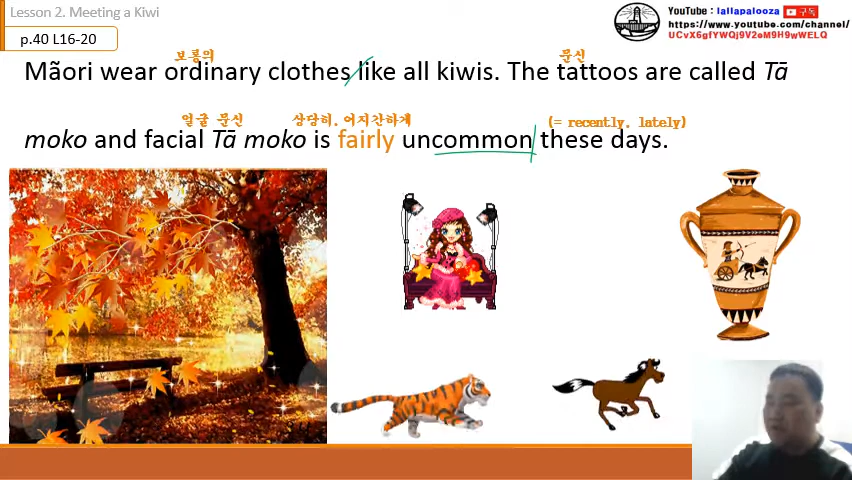 Lesson 2. Meeting a Kiwi
p.40 L16-20
YouTube : lallapalooza 구독
https://www.youtube.com/channel/
UCvX6gfYWQj9V2eM9H9wWELQ
보통의
문신
Mãori wear ordinary clothes like all kiwis. The tattoos are called Tā
얼굴 문신
상당히, 어지간하게
(= recently, lately)
moko and facial Tā moko is fairly uncommon these days.